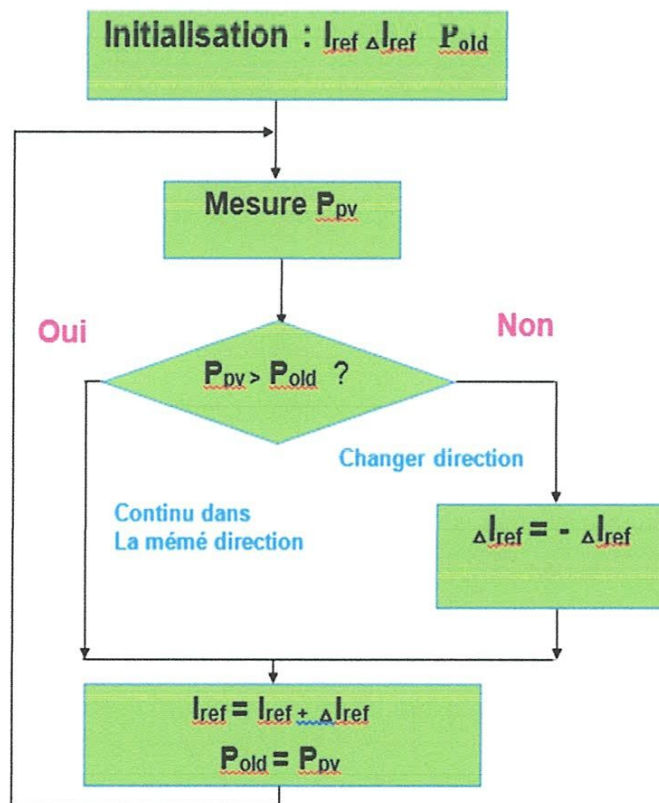 Initialisation : Iref ΔIref Pold
Mesure Ppv
Oui
Non
Ppv > Pold ?
Changer direction
Continu dans
La mémé direction
ΔIref = - ΔIref
Iref = Iref + ΔIref
Pold = Ppv